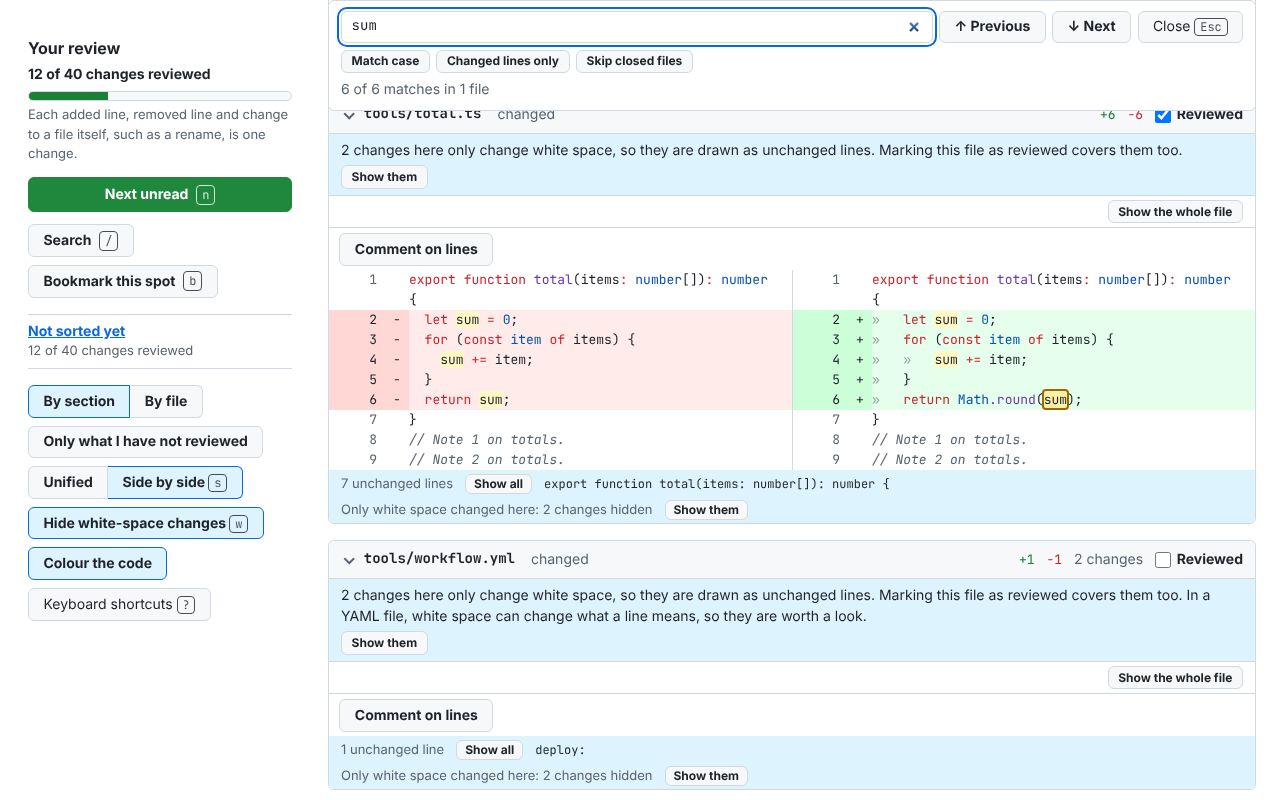 Your review
12 of 40 changes reviewed
Each added line, removed line and change
to a file itself, such as a rename, is one
change.
Next unread n
Search /
Bookmark this spot b
Not sorted yet
12 of 40 changes reviewed
By section By file
Only what I have not reviewed
Unified Side by side s
Hide white-space changes w
Colour the code
Keyboard shortcuts ?
sum × ↑ Previous ↓ Next Close Esc
Match case Changed lines only Skip closed files
6 of 6 matches in 1 file
tools/total.ts changed +6 -6 Reviewed
2 changes here only change white space, so they are drawn as unchanged lines. Marking this file as reviewed covers them too.
Show them
Show the whole file
Comment on lines
1 export function total(items: number[]): number
{
2 - let sum = 0;
3 - for (const item of items) {
4 - sum += item;
5 - }
6 - return sum;
7 }
8 // Note 1 on totals.
9 // Note 2 on totals.
1 export function total(items: number[]): number
{
2 + » let sum = 0;
3 + » for (const item of items) {
4 + » » sum += item;
5 + » }
6 + » return Math.round(sum);
7 }
8 // Note 1 on totals.
9 // Note 2 on totals.
7 unchanged lines Show all export function total(items: number[]): number {
Only white space changed here: 2 changes hidden Show them
tools/workflow.yml changed +1 -1 2 changes Reviewed
2 changes here only change white space, so they are drawn as unchanged lines. Marking this file as reviewed covers them too. In a
YAML file, white space can change what a line means, so they are worth a look.
Show them
Show the whole file
Comment on lines
1 unchanged line Show all deploy:
Only white space changed here: 2 changes hidden Show them